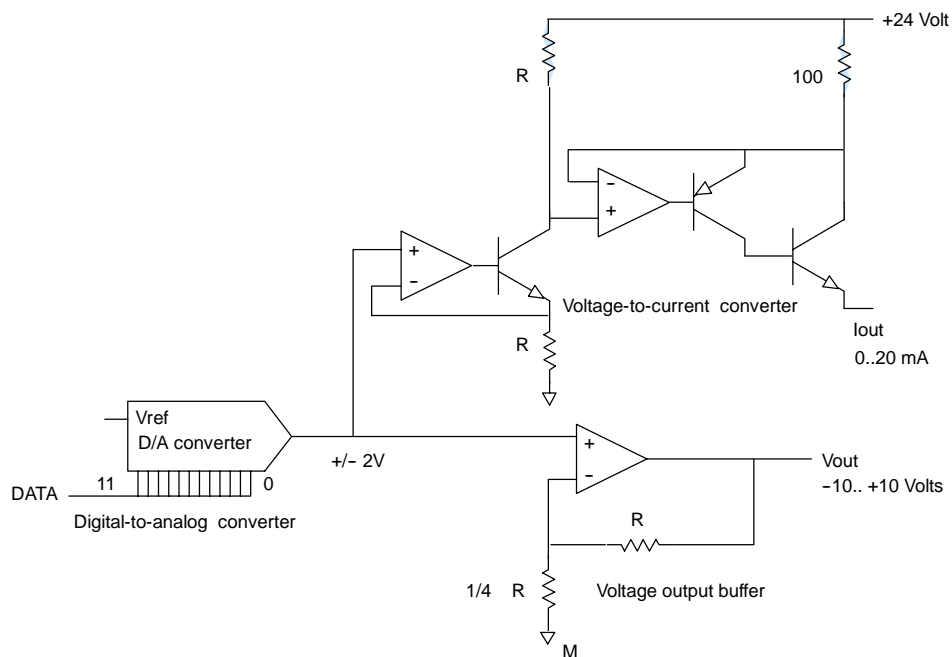 +24 Volt
R
100
-
+
+
-
Voltage-to-current converter
R
Iout
0..20 mA
Vref
D/A converter
+
+/- 2V
-
Vout
-10.. +10 Volts
11
0
DATA
Digital-to-analog converter
R
1/4 R
Voltage output buffer
M